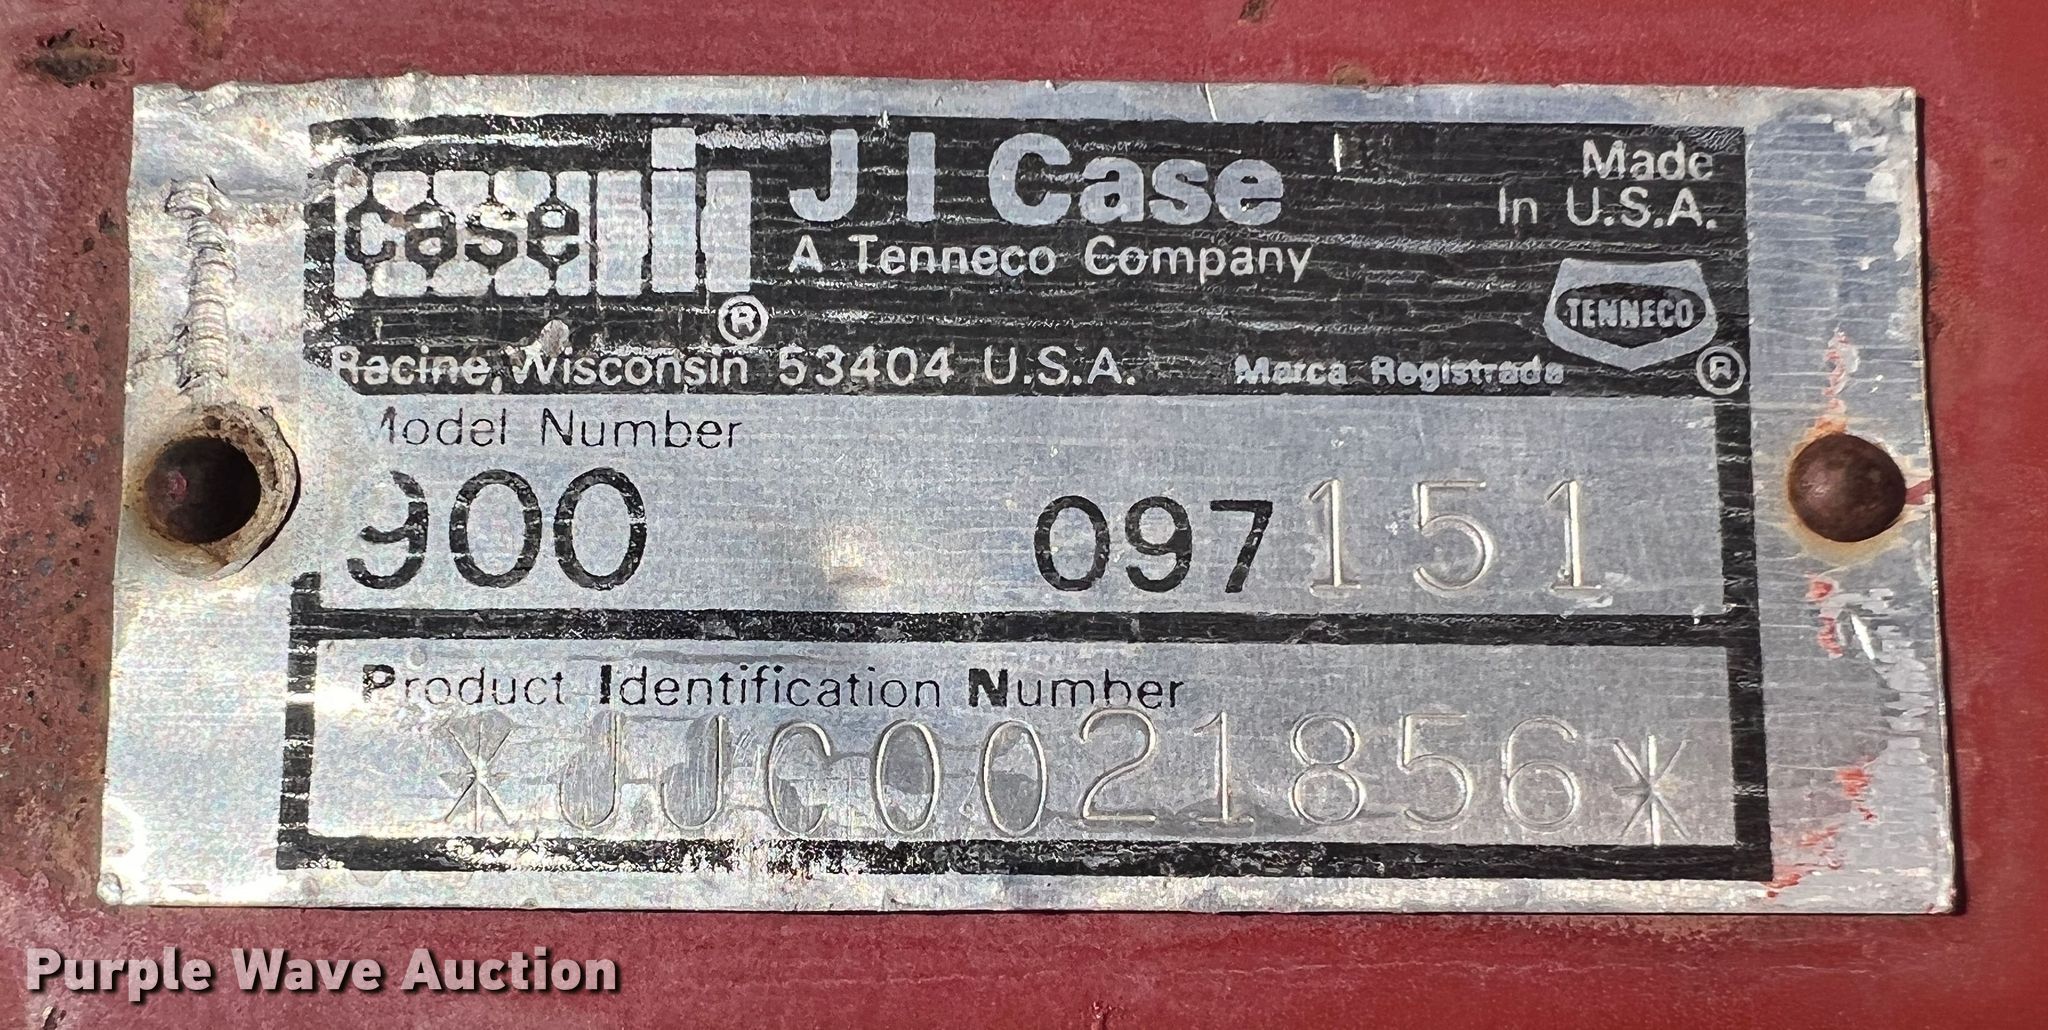 case ih ® J I Case
Made
In U.S.A.
A Tenneco Company
TENNECO ®
Racine, Wisconsin 53404 U.S.A. Marca Registrada
Model Number
900 097151
Product Identification Number
*JJC0021856*
Purple Wave Auction